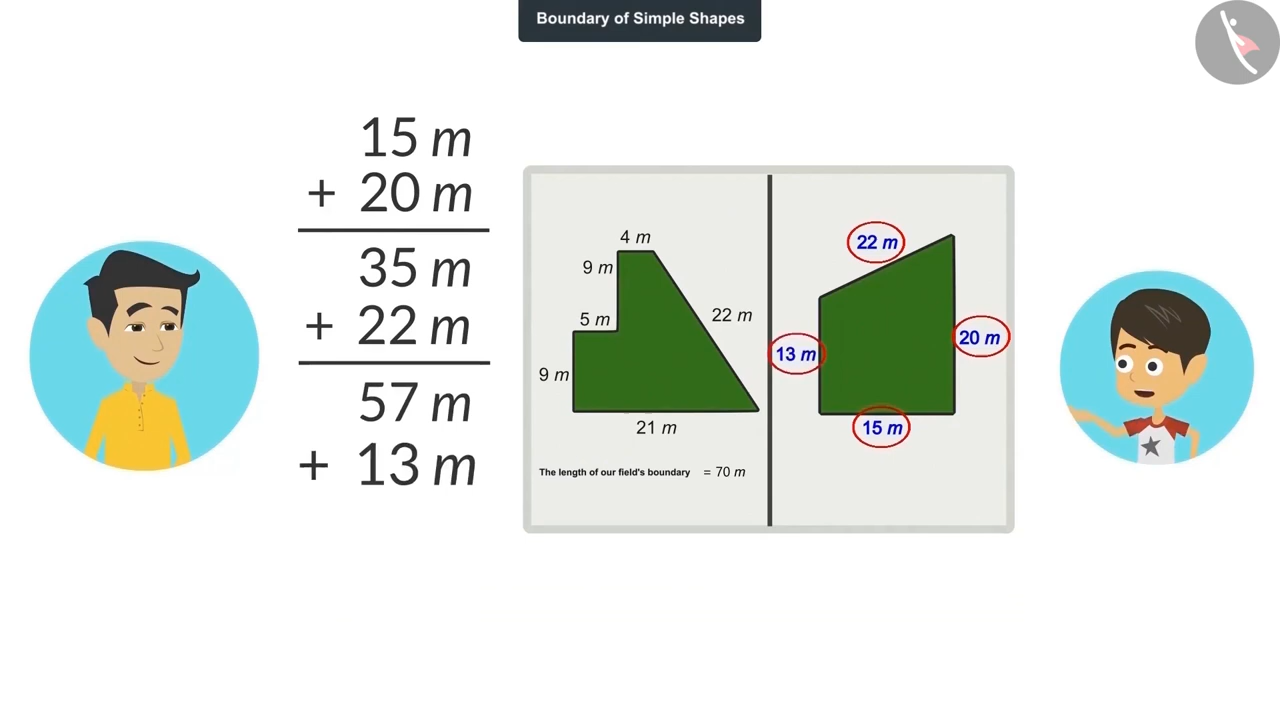 Boundary of Simple Shapes
15 m
+ 20 m
35 m
+ 22 m
57 m
+ 13 m
4 m
9 m
5 m
22 m
9 m
21 m
The length of our field's boundary = 70 m
22 m
20 m
13 m
15 m